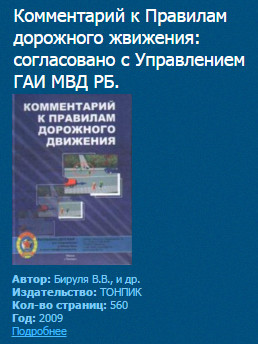 Комментарий к Правилам
дорожного жвижения:
согласовано с Управлением
ГАИ МВД РБ.
КОММЕНТАРИЙ
К ПРАВИЛАМ
ДОРОЖНОГО
ДВИЖЕНИЯ
Автор: Бируля В.В., и др.
Издательство: ТОНПИК
Кол-во страниц: 560
Год: 2009
Подробнее